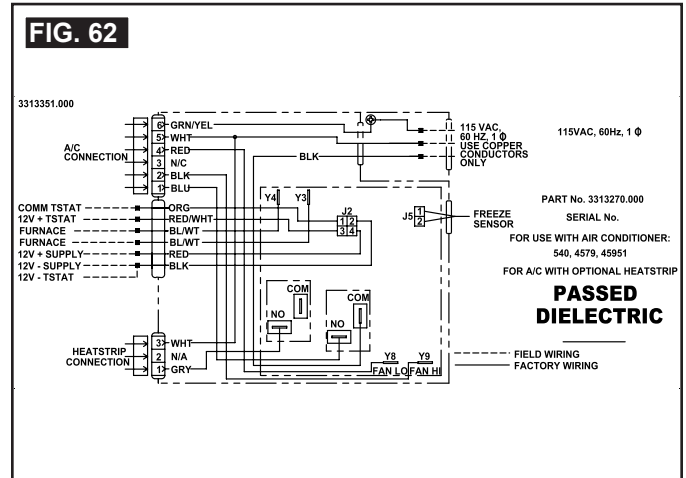 FIG. 62
3313351.000
A/C
CONNECTION
6 GRN/YEL
5 WHT
4 RED
3 N/C
2 BLK
1 BLU
BLK
115 VAC,
60 HZ, 1 Φ
USE COPPER
CONDUCTORS
ONLY
115VAC, 60Hz, 1 Φ
COMM TSTAT
12V + TSTAT
FURNACE
FURNACE
12V + SUPPLY
12V - SUPPLY
12V - TSTAT
ORG
RED/WHT
BL/WT
BL/WT
RED
BLK
Y4
Y3
J2
1 2
3 4
J5
1
2
FREEZE
SENSOR
PART No. 3313270.000
SERIAL No.
FOR USE WITH AIR CONDITIONER:
540, 4579, 45951
FOR A/C WITH OPTIONAL HEATSTRIP
PASSED
DIELECTRIC
COM
NO
COM
NO
HEATSTRIP
CONNECTION
3 WHT
2 N/A
1 GRY
Y8
FAN LO
Y9
FAN HI
FIELD WIRING
FACTORY WIRING